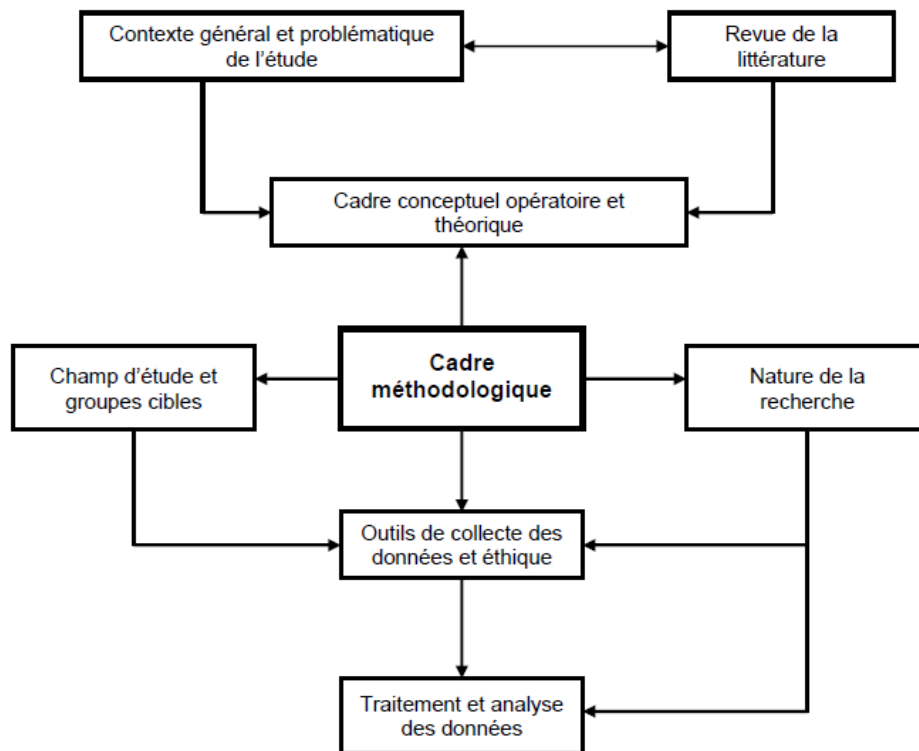 Contexte général et problématique
de l'étude
Revue de la
littérature
Cadre conceptuel opératoire et
théorique
Cadre
méthodologique
Champ d'étude et
groupes cibles
Nature de la
recherche
Outils de collecte des
données et éthique
Traitement et analyse
des données